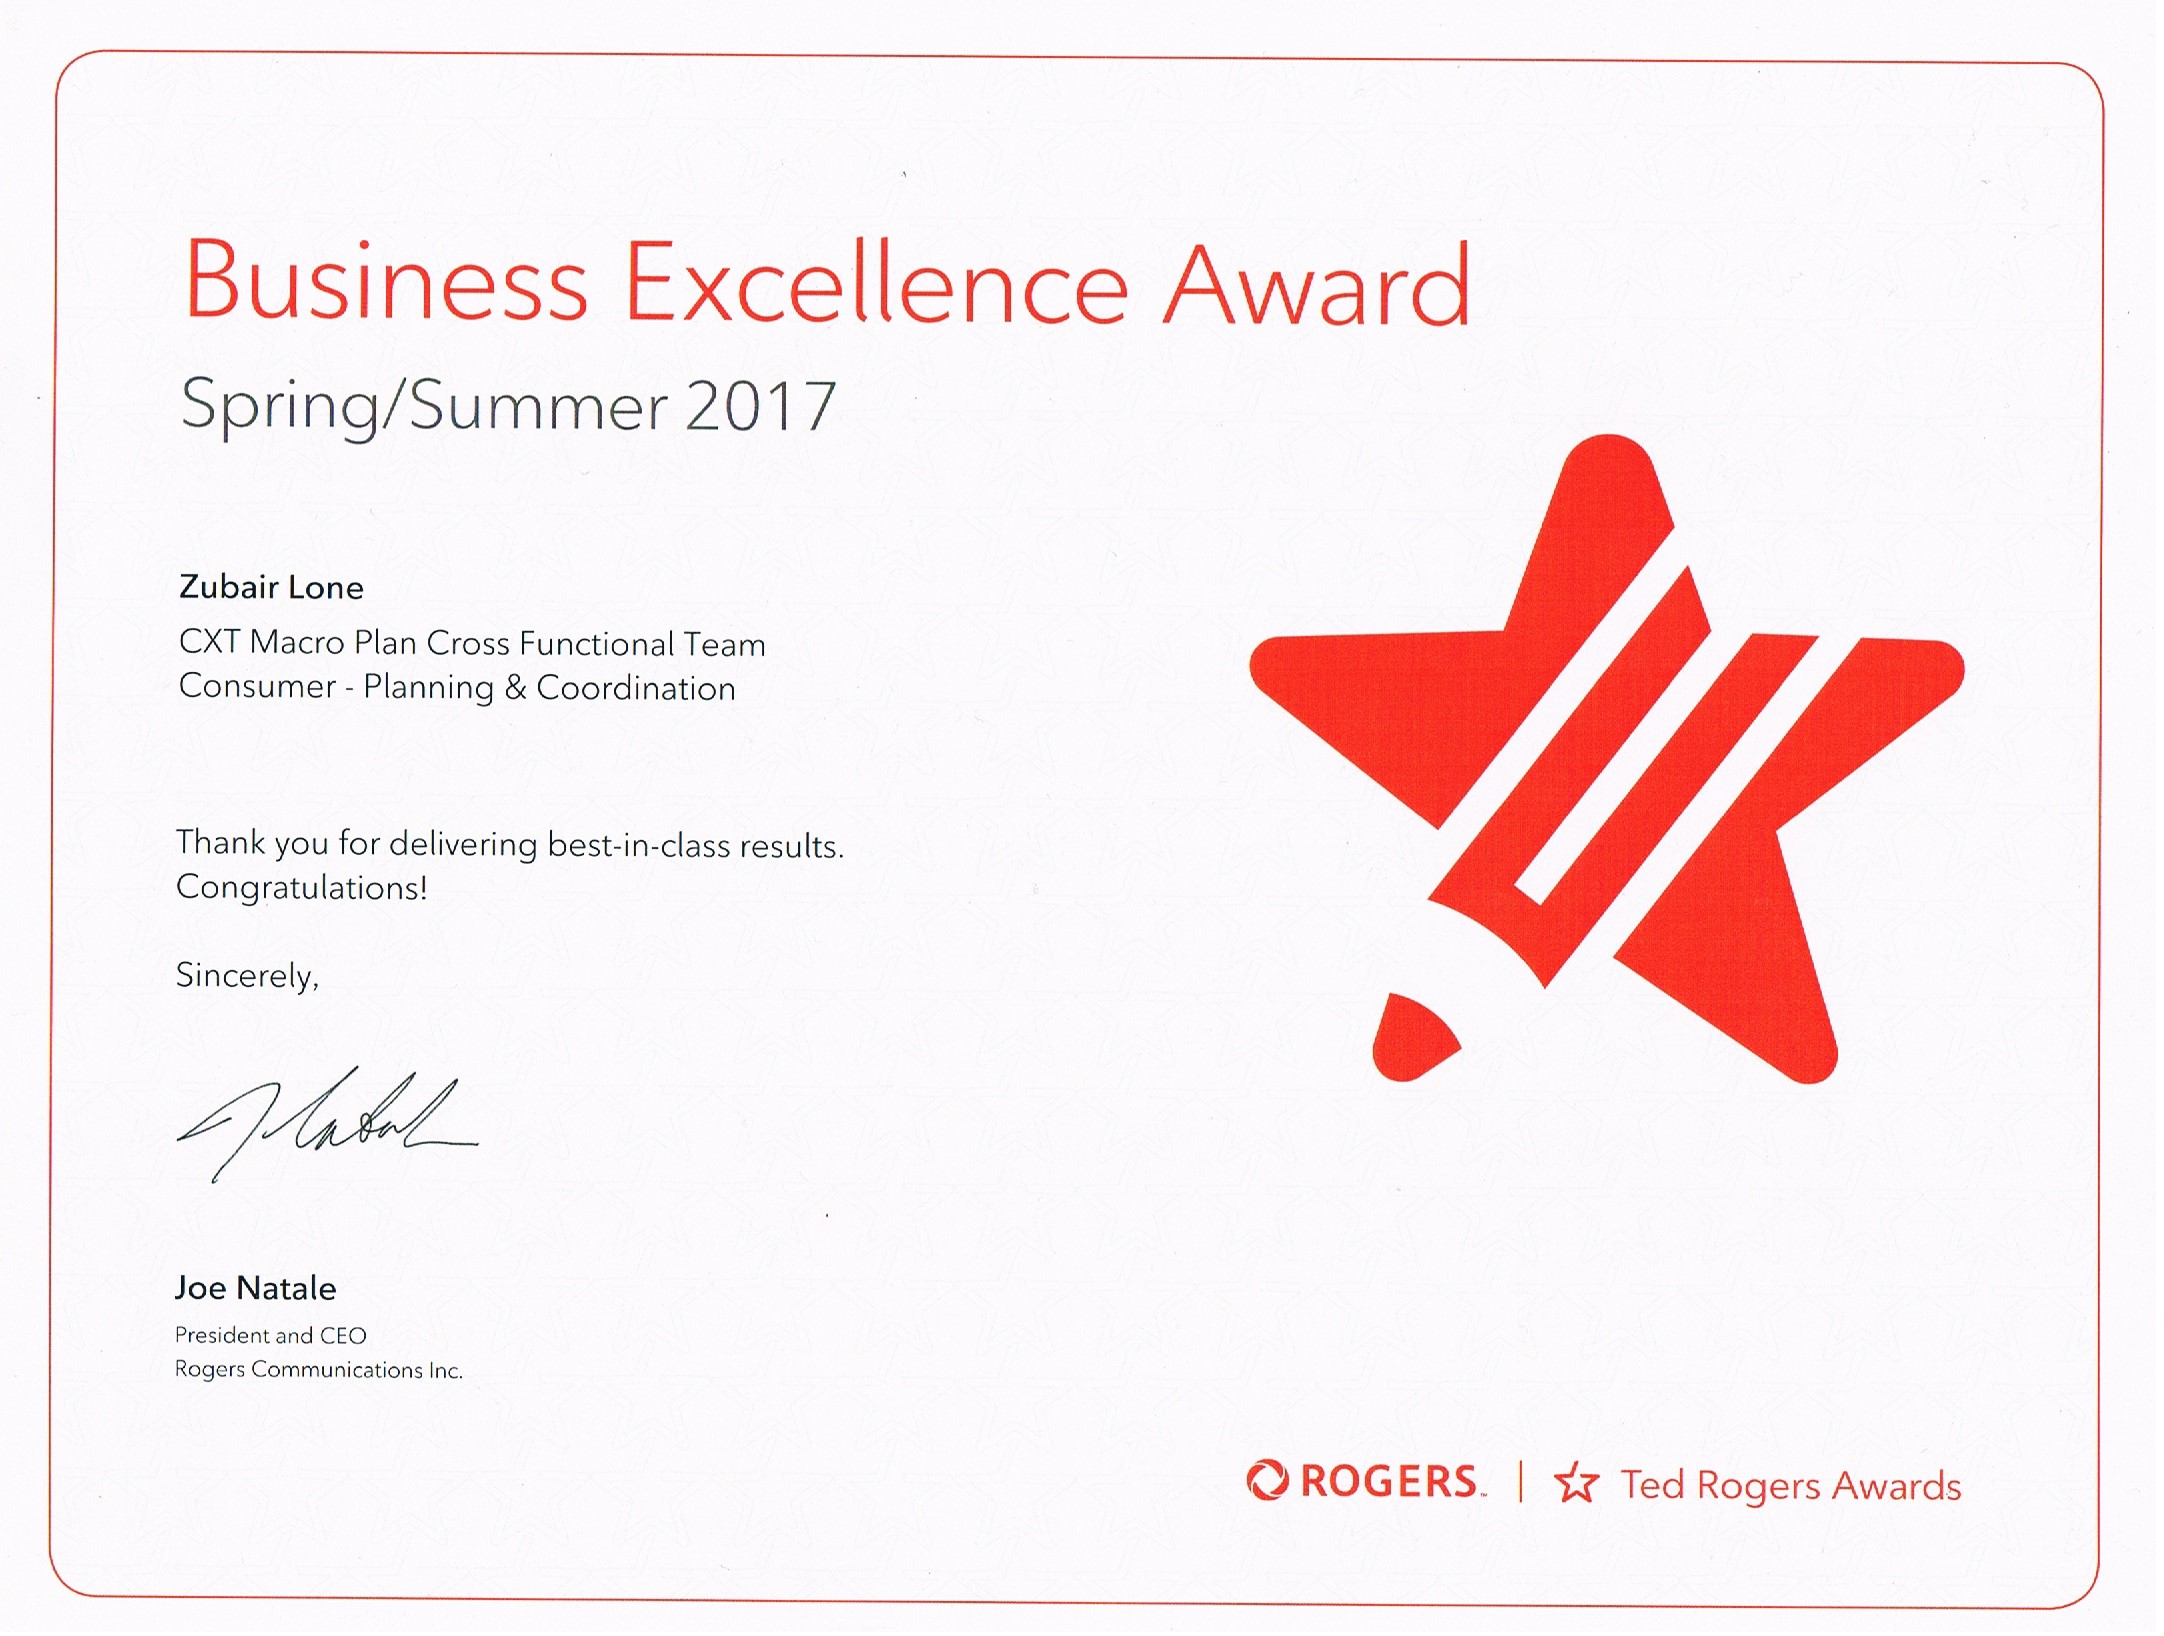 Business Excellence Award
Spring/Summer 2017
Zubair Lone
CXT Macro Plan Cross Functional Team
Consumer - Planning & Coordination
Thank you for delivering best-in-class results.
Congratulations!
Sincerely,
Joe Natale
President and CEO
Rogers Communications Inc.
ROGERS™ | Ted Rogers Awards